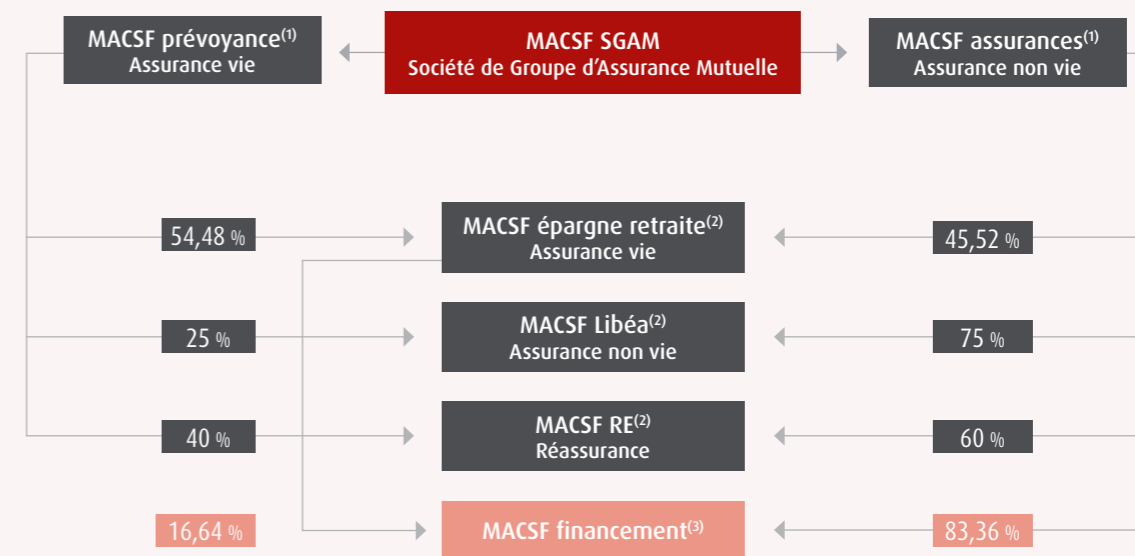 MACSF prévoyance(1)
Assurance vie
MACSF SGAM
Société de Groupe d'Assurance Mutuelle
MACSF assurances(1)
Assurance non vie
54,48 %
MACSF épargne retraite(2)
Assurance vie
45,52 %
25 %
MACSF Libéa(2)
Assurance non vie
75 %
40 %
MACSF RE(2)
Réassurance
60 %
16,64 %
MACSF financement(3)
83,36 %